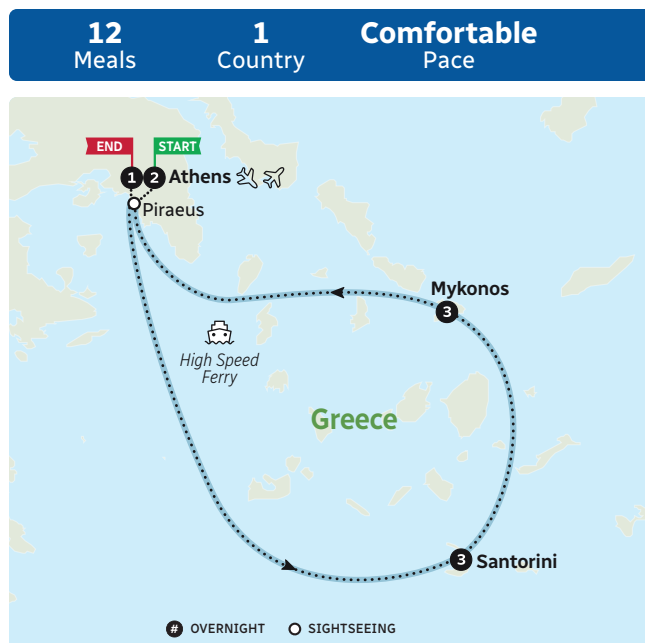 12
Meals
1
Country
Comfortable
Pace
END
START
1 2 Athens
Piraeus
Mykonos
3
High Speed
Ferry
Greece
3 Santorini
# OVERNIGHT
SIGHTSEEING